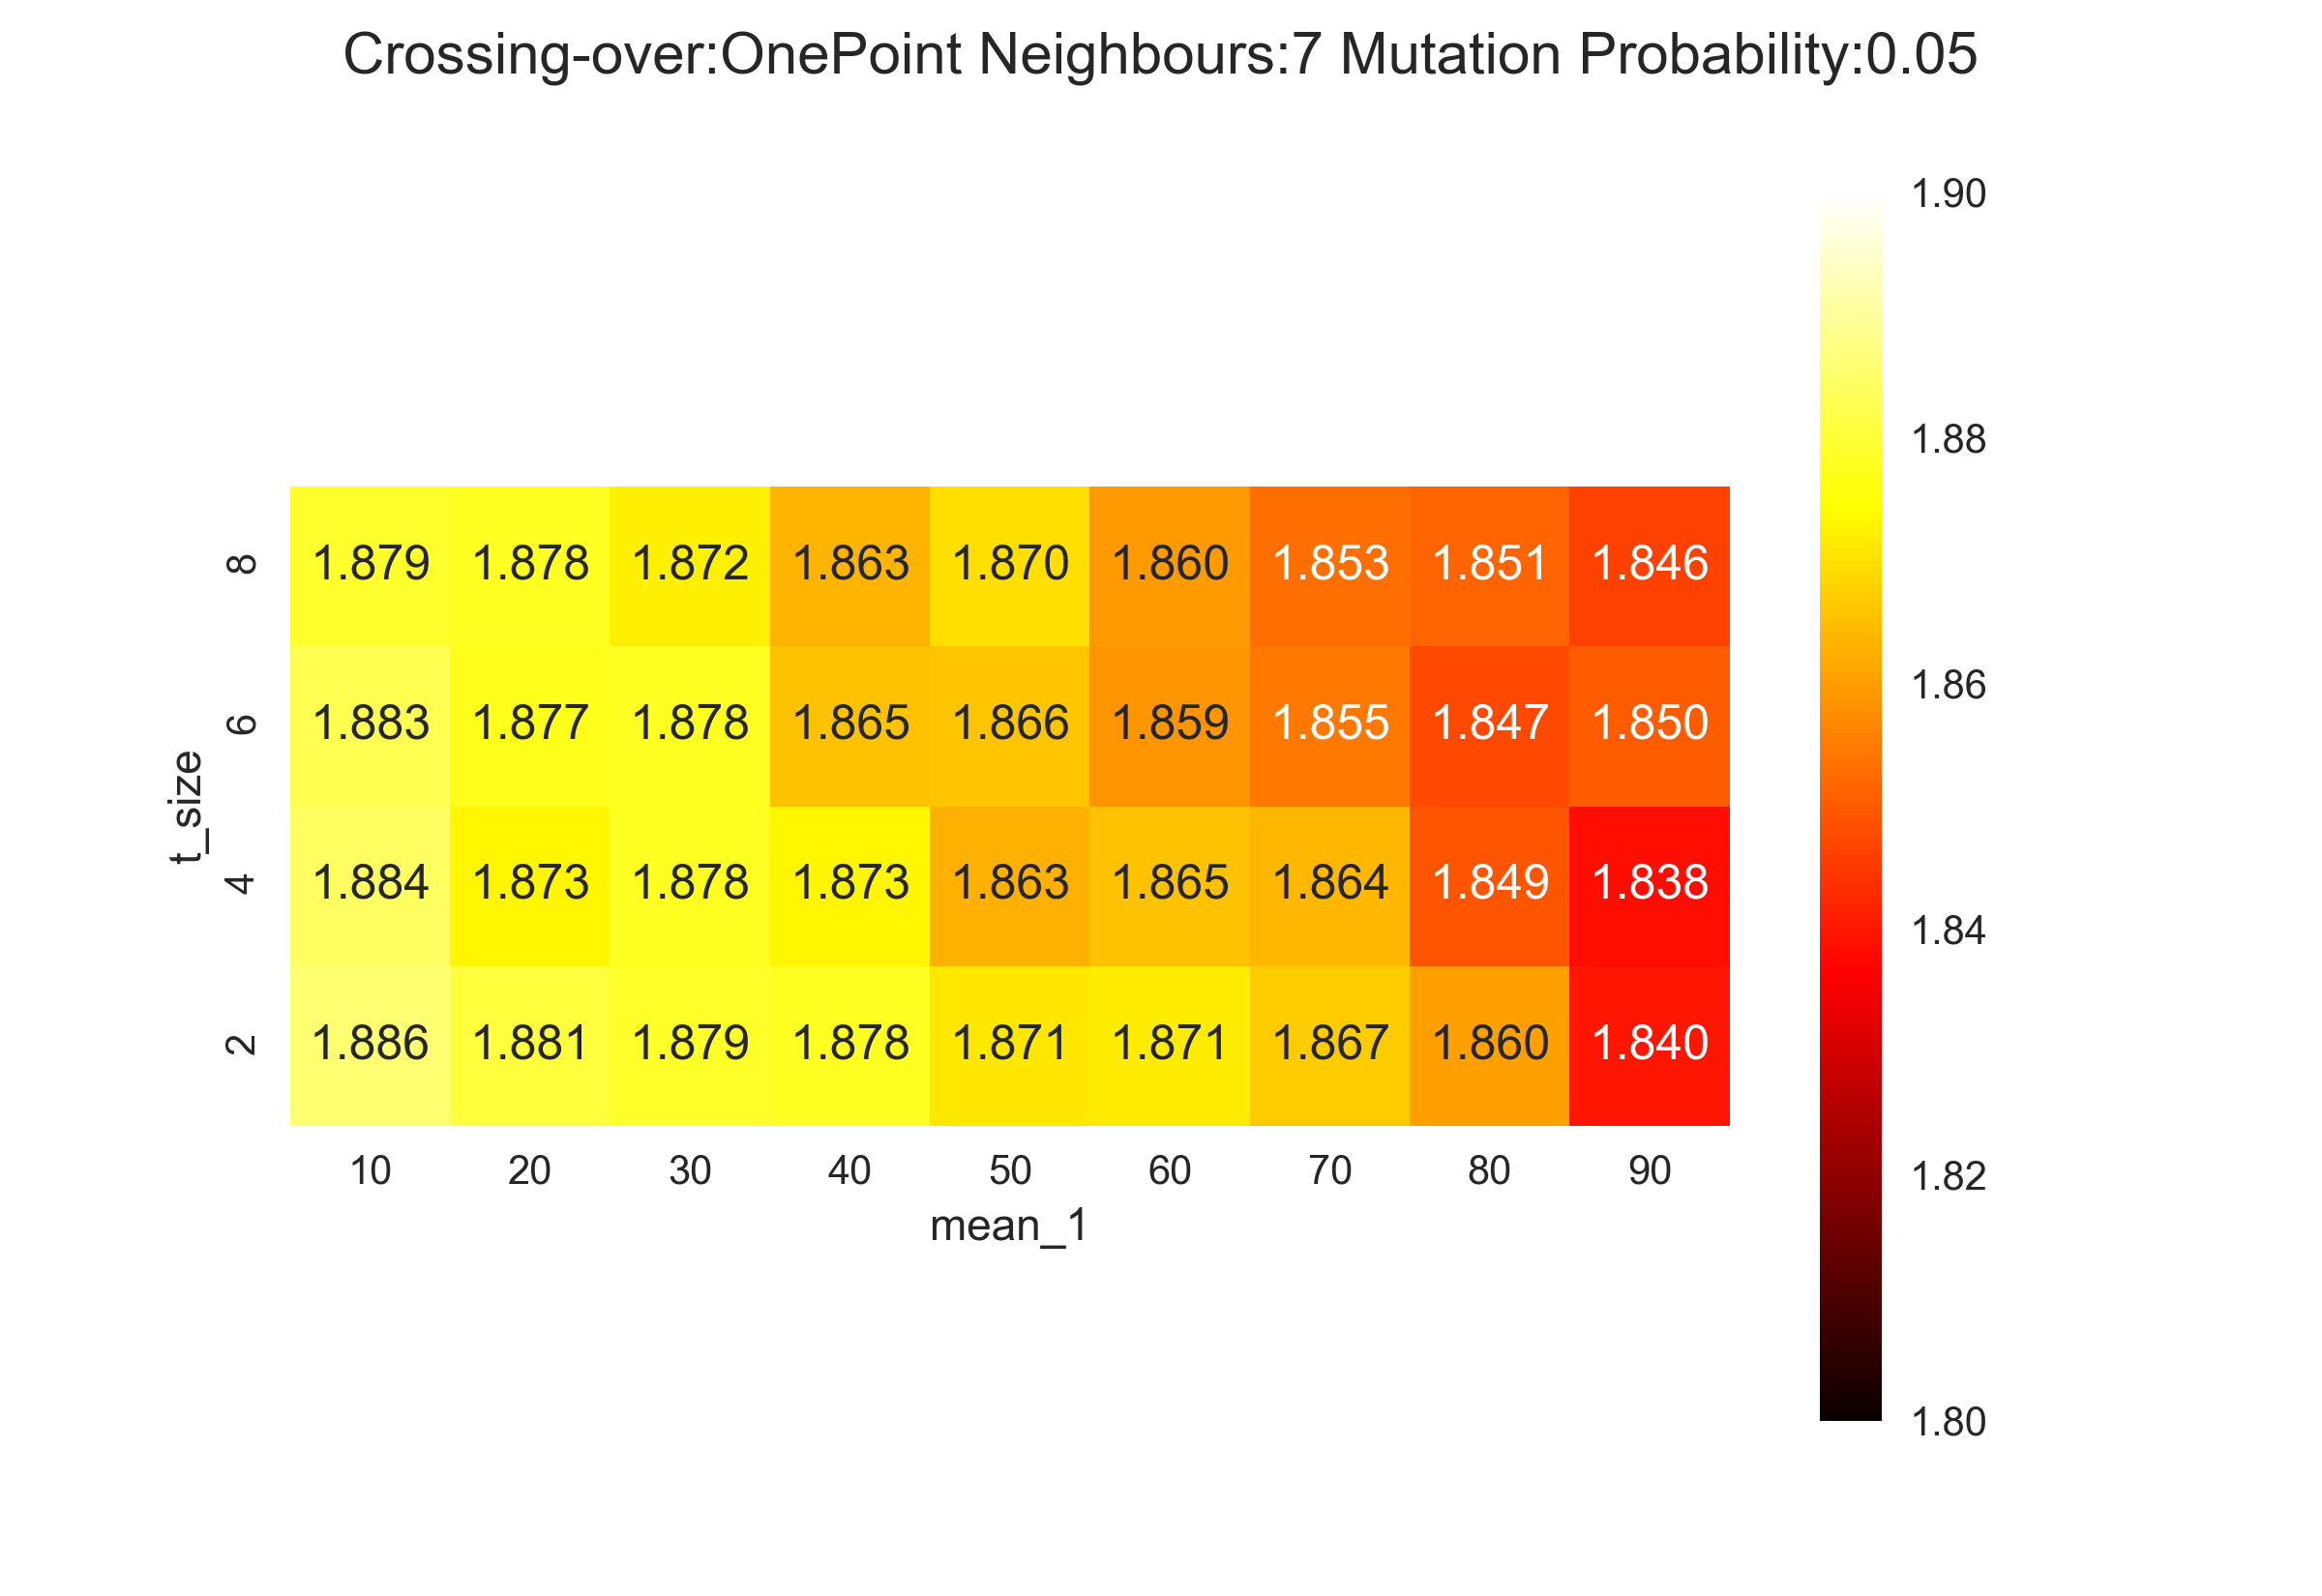 Crossing-over:OnePoint Neighbours:7 Mutation Probability:0.05
t_size
8 1.879 1.878 1.872 1.863 1.870 1.860 1.853 1.851 1.846
6 1.883 1.877 1.878 1.865 1.866 1.859 1.855 1.847 1.850
4 1.884 1.873 1.878 1.873 1.863 1.865 1.864 1.849 1.838
2 1.886 1.881 1.879 1.878 1.871 1.871 1.867 1.860 1.840
10 20 30 40 50 60 70 80 90
mean_1
1.90
1.88
1.86
1.84
1.82
1.80